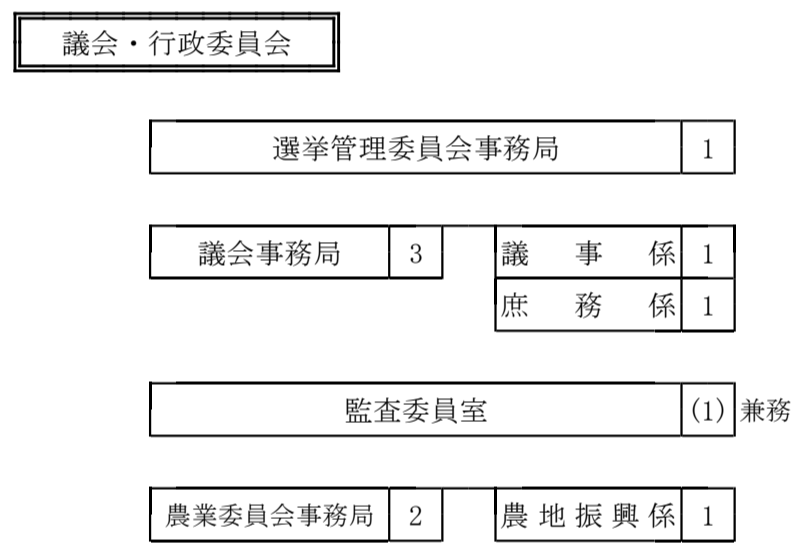 議会・行政委員会
選挙管理委員会事務局 1
議会事務局 3 議事係 1
庶務係 1
監査委員室 (1) 兼務
農業委員会事務局 2 農地振興係 1